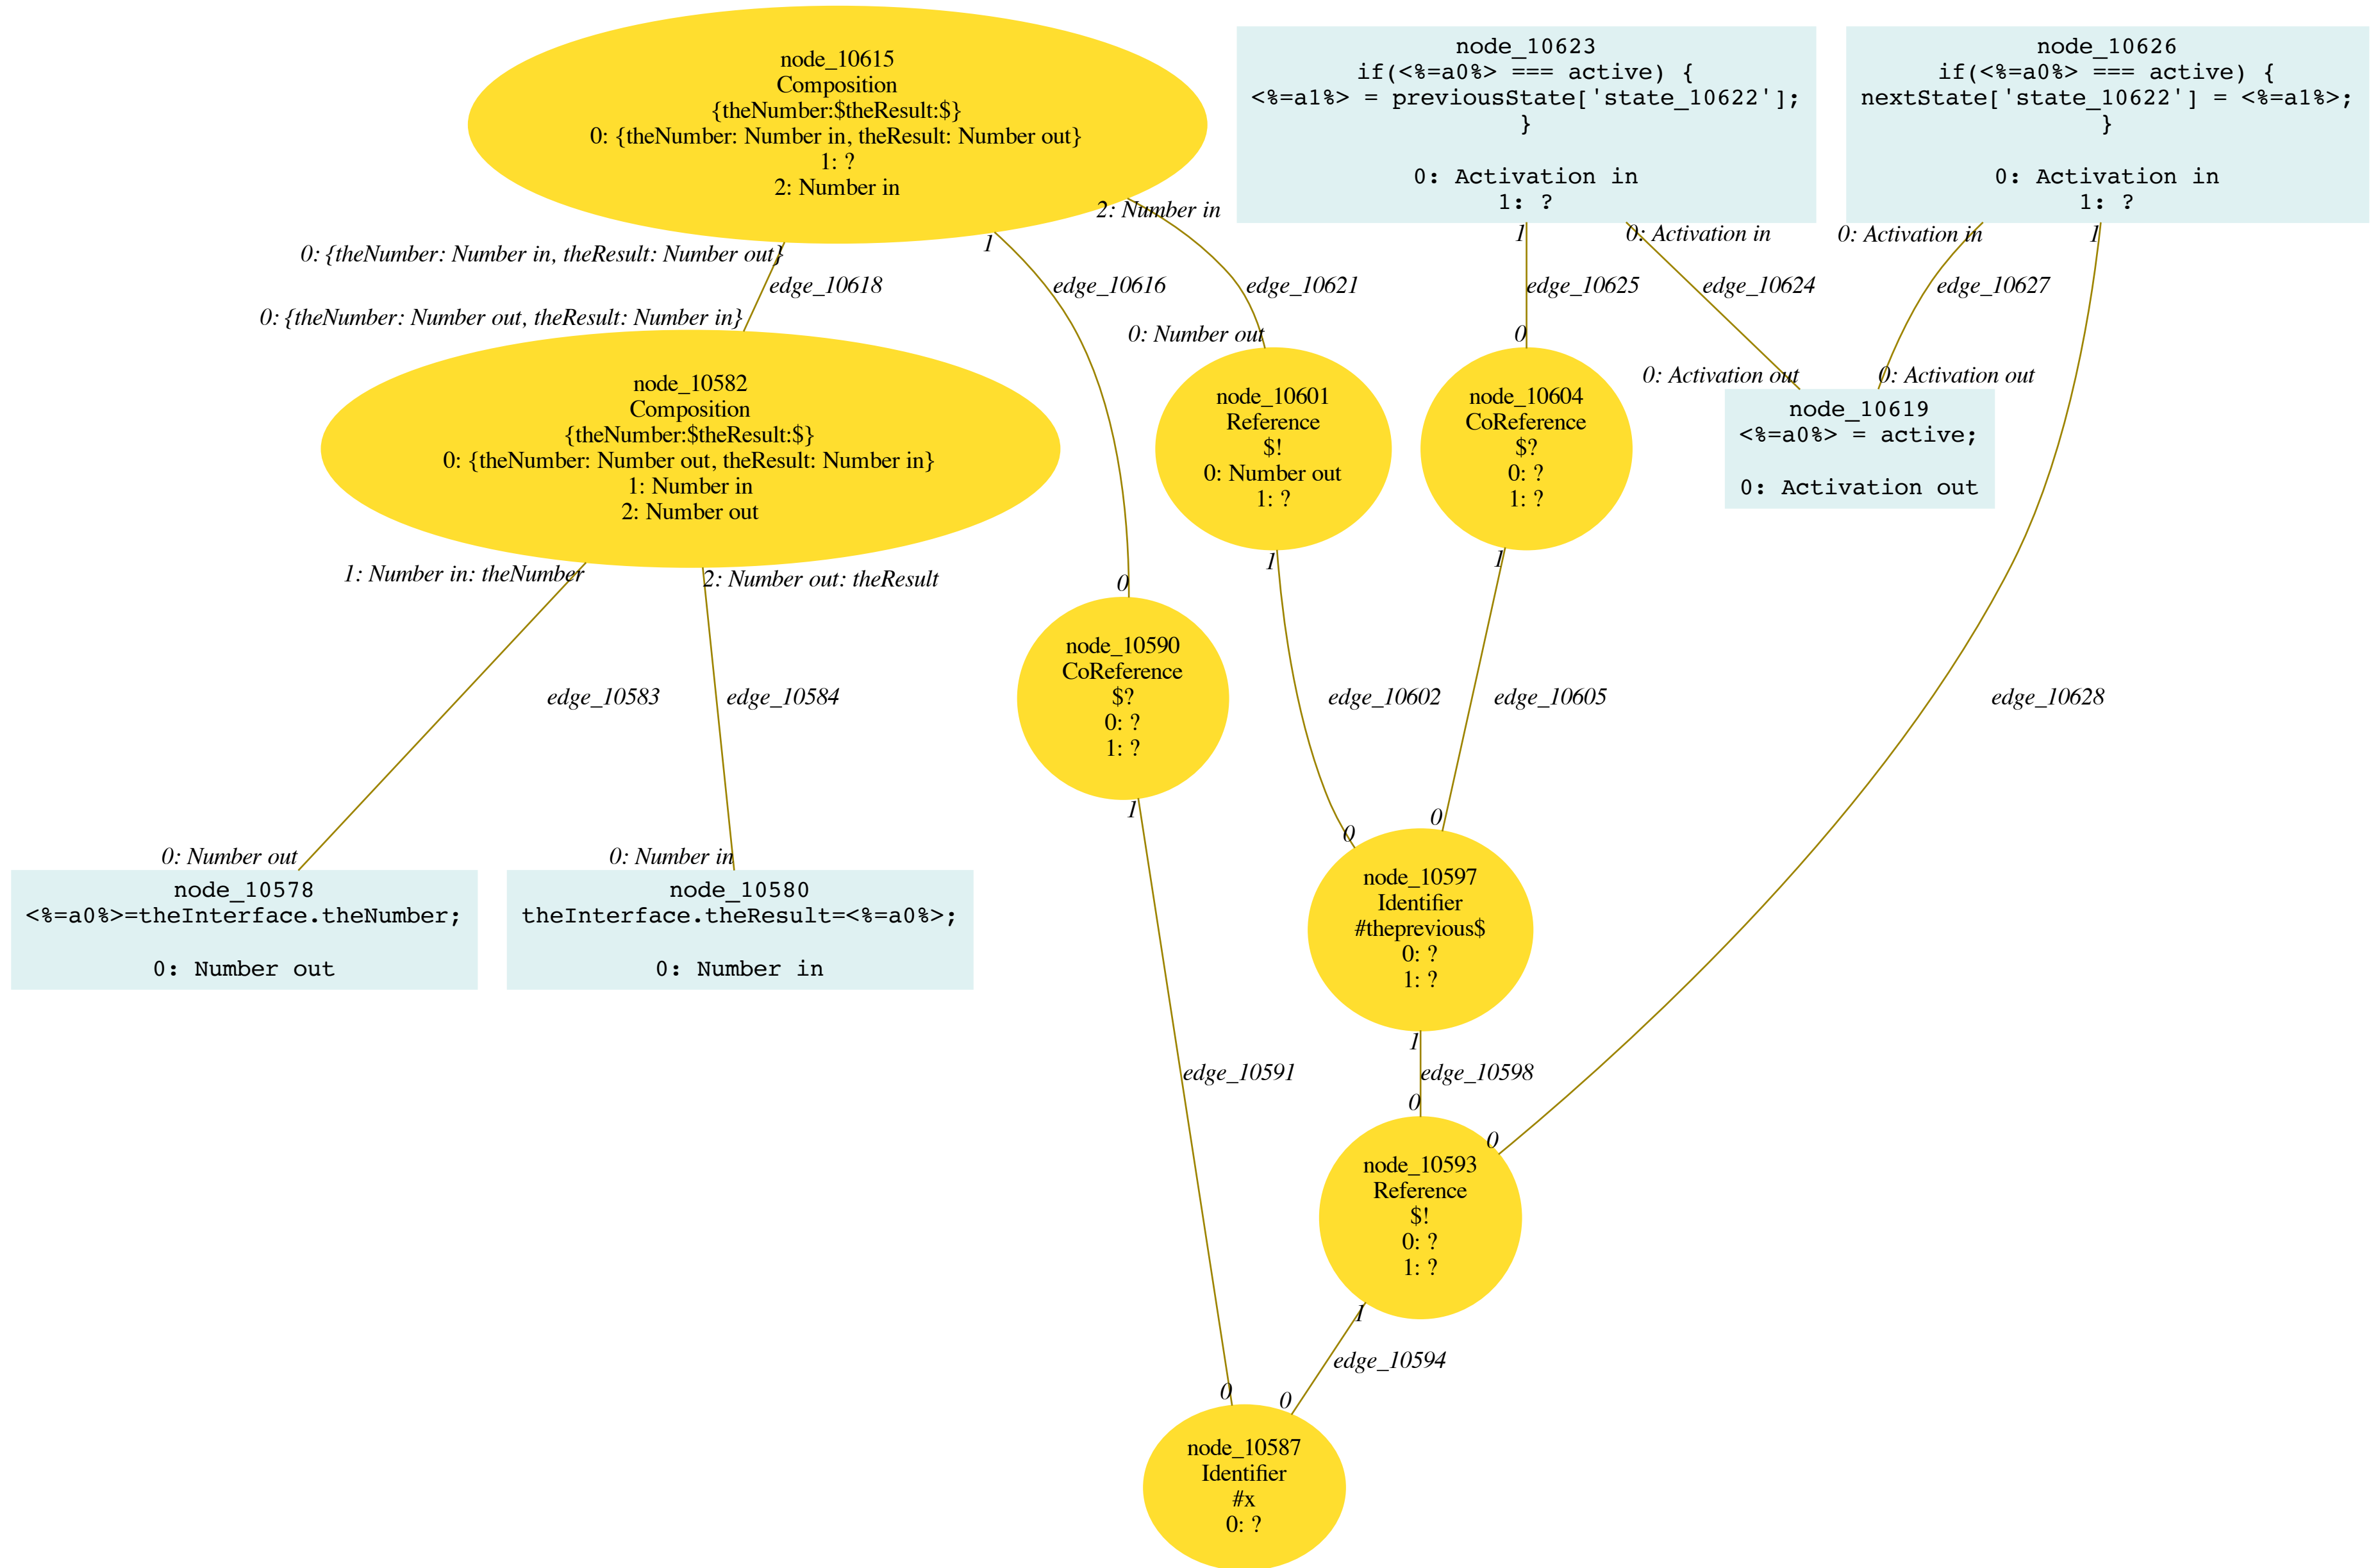 node_10615
Composition
{theNumber:$theResult:$}
0: {theNumber: Number in, theResult: Number out}
1: ?
2: Number in
node_10623
if(<%=a0%> === active) {
<%=a1%> = previousState['state_10622'];
}
0: Activation in
1: ?
node_10626
if(<%=a0%> === active) {
nextState['state_10622'] = <%=a1%>;
}
0: Activation in
1: ?
0: {theNumber: Number in, theResult: Number out}
1
2: Number in
1
0: Activation in
0: Activation in
1
edge_10618
edge_10616
edge_10621
edge_10625
edge_10624
edge_10627
0: {theNumber: Number out, theResult: Number in}
0: Number out
0
0: Activation out
0: Activation out
node_10582
Composition
{theNumber:$theResult:$}
0: {theNumber: Number out, theResult: Number in}
1: Number in
2: Number out
node_10601
Reference
$!
0: Number out
1: ?
node_10604
CoReference
$?
0: ?
1: ?
node_10619
<%=a0%> = active;
0: Activation out
1: Number in: theNumber
2: Number out: theResult
0
1
1
node_10590
CoReference
$?
0: ?
1: ?
edge_10583
edge_10584
edge_10602
edge_10605
edge_10628
1
0: Number out
0: Number in
0
0
node_10578
<%=a0%>=theInterface.theNumber;
0: Number out
node_10580
theInterface.theResult=<%=a0%>;
0: Number in
node_10597
Identifier
#theprevious$
0: ?
1: ?
1
edge_10591
edge_10598
0
0
node_10593
Reference
$!
0: ?
1: ?
1
edge_10594
0
0
node_10587
Identifier
#x
0: ?